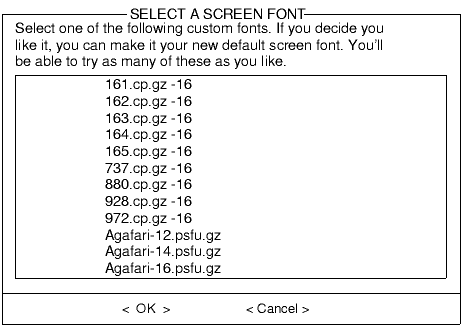 SELECT A SCREEN FONT
Select one of the following custom fonts. If you decide you
like it, you can make it your new default screen font. You'll
be able to try as many of these as you like.
161.cp.gz -16
162.cp.gz -16
163.cp.gz -16
164.cp.gz -16
165.cp.gz -16
737.cp.gz -16
880.cp.gz -16
928.cp.gz -16
972.cp.gz -16
Agafari-12.psfu.gz
Agafari-14.psfu.gz
Agafari-16.psfu.gz
< OK > < Cancel >